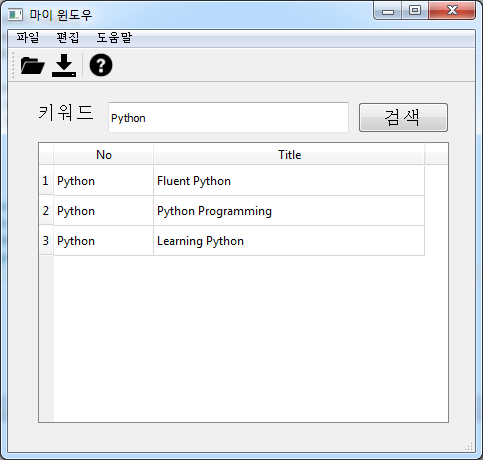 마이 윈도우
파일 편집 도움말
키워드 Python 검색
No Title
1 Python Fluent Python
2 Python Python Programming
3 Python Learning Python